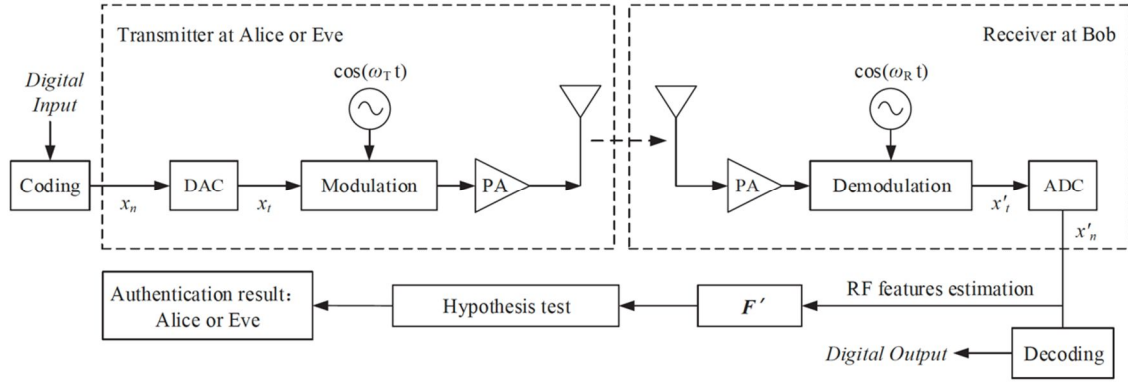 Transmitter at Alice or Eve
Receiver at Bob
Digital
Input
cos(ω_T t)
cos(ω_R t)
Coding
x_n
DAC
x_t
Modulation
PA
PA
Demodulation
x'_t
ADC
x'_n
Authentication result：
Alice or Eve
Hypothesis test
F'
RF features estimation
Digital Output
Decoding